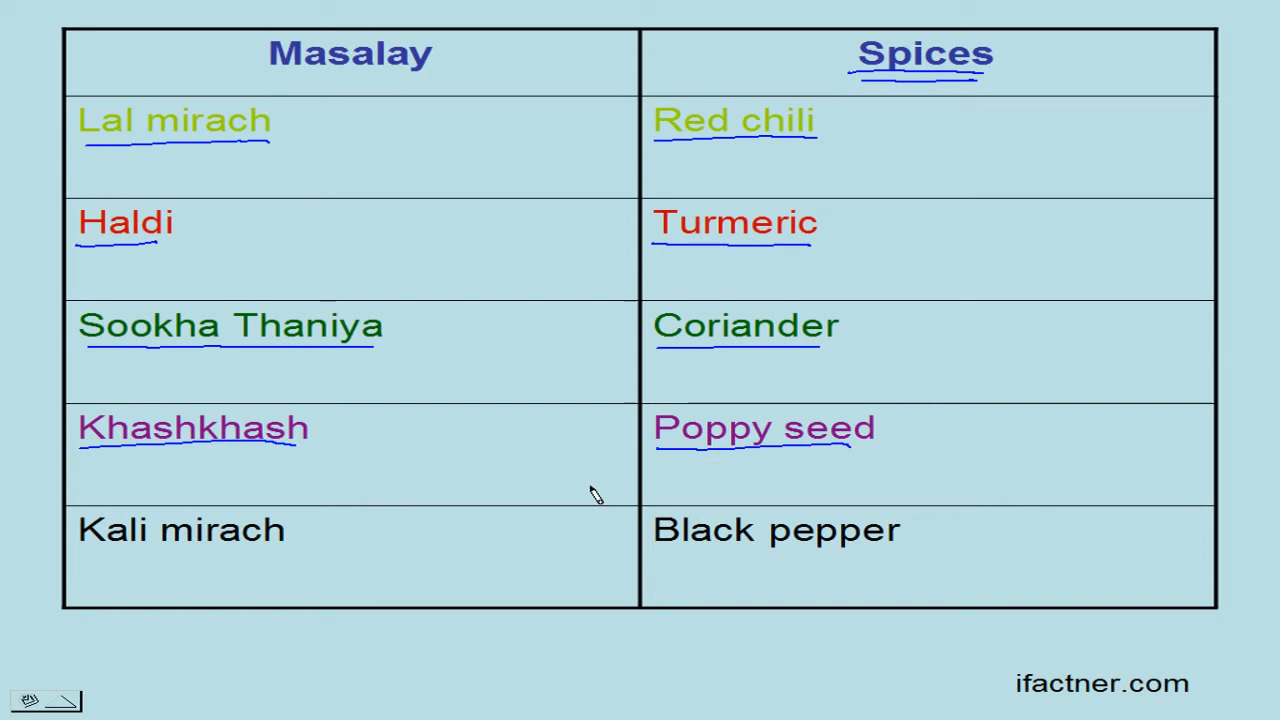 Masalay Spices
Lal mirach Red chili
Haldi Turmeric
Sookha Thaniya Coriander
Khashkhash Poppy seed
Kali mirach Black pepper
ifactner.com